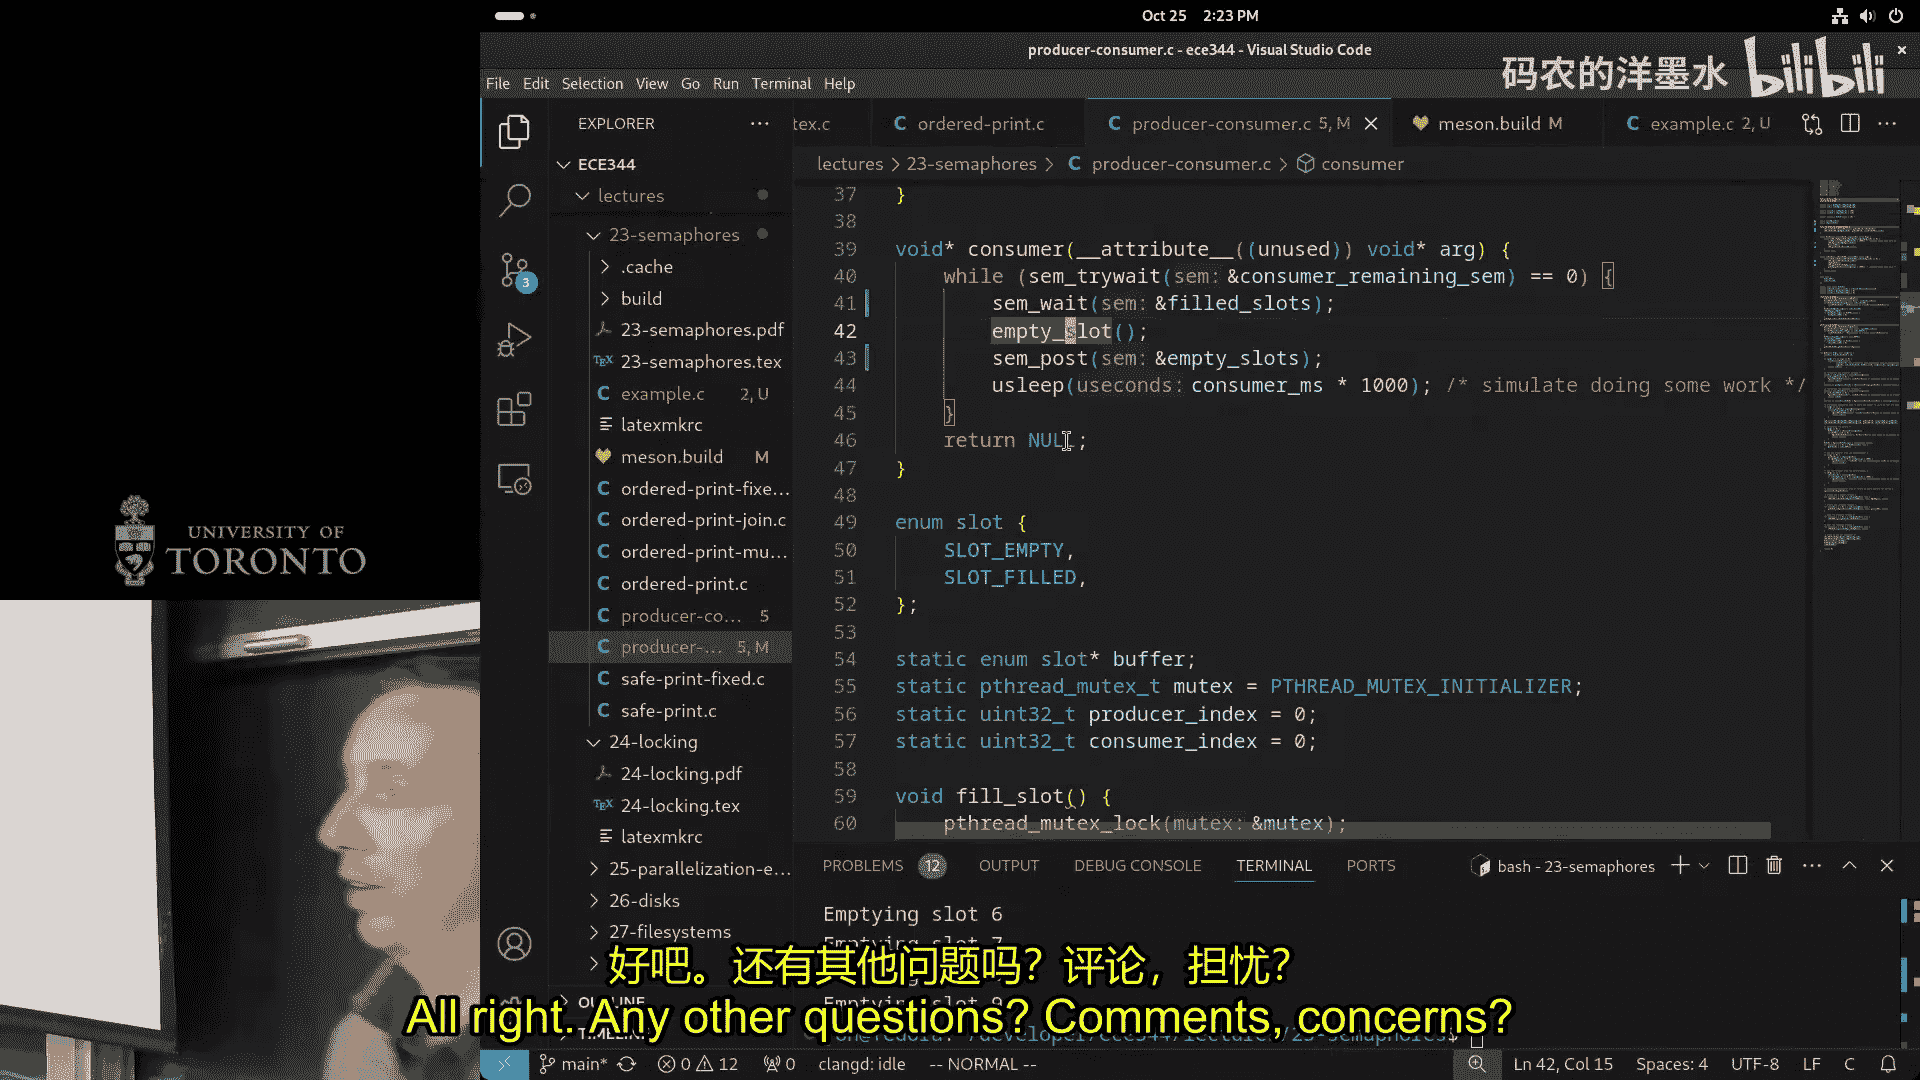 Oct 25 2:23 PM
producer-consumer.c - ece344 - Visual Studio Code
码农的洋墨水 bilibili
File Edit Selection View Go Run Terminal Help
EXPLORER
tex.c ordered-print.c producer-consumer.c 5, M meson.build M example.c 2, U
ECE344
lectures > 23-semaphores > producer-consumer.c > consumer
lectures
23-semaphores
.cache
build
23-semaphores.pdf
23-semaphores.tex
example.c 2, U
latexmkrc
meson.build M
ordered-print-fixe...
ordered-print-join.c
ordered-print-mu...
ordered-print.c
producer-co... 5
producer-... 5, M
safe-print-fixed.c
safe-print.c
24-locking
24-locking.pdf
24-locking.tex
latexmkrc
25-parallelization-e...
26-disks
27-filesystems
OUTLINE
3
37 }
38
39 void* consumer(__attribute__((unused)) void* arg) {
40 while (sem_trywait(sem: &consumer_remaining_sem) == 0) {
41 sem_wait(sem: &filled_slots);
42 empty_slot();
43 sem_post(sem: &empty_slots);
44 usleep(useconds: consumer_ms * 1000); /* simulate doing some work */
45 }
46 return NULL;
47 }
48
49 enum slot {
50 SLOT_EMPTY,
51 SLOT_FILLED,
52 };
53
54 static enum slot* buffer;
55 static pthread_mutex_t mutex = PTHREAD_MUTEX_INITIALIZER;
56 static uint32_t producer_index = 0;
57 static uint32_t consumer_index = 0;
58
59 void fill_slot() {
60 pthread_mutex_lock(mutex: &mutex);
UNIVERSITY OF
TORONTO
PROBLEMS 12 OUTPUT DEBUG CONSOLE TERMINAL PORTS bash - 23-semaphores
Emptying slot 6
Emptying slot 7
好吧。还有其他问题吗？评论，担忧？
All right. Any other questions? Comments, concerns?
main* 0 12 0 clangd: idle -- NORMAL -- Ln 42, Col 15 Spaces: 4 UTF-8 LF C